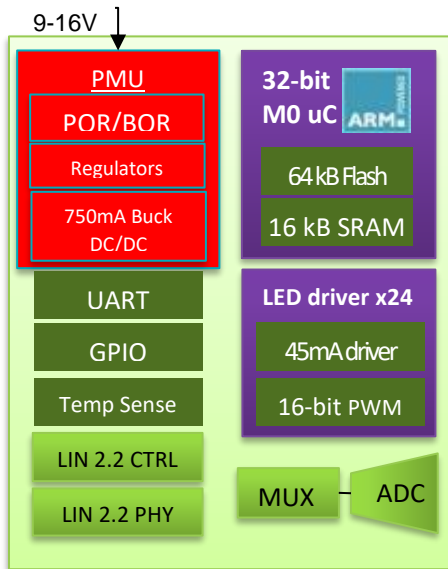 9-16V
PMU
POR/BOR
Regulators
750mA Buck
DC/DC
UART
GPIO
Temp Sense
LIN 2.2 CTRL
LIN 2.2 PHY
32-bit
M0 uC
ARM
POWERED
64 kB Flash
16 kB SRAM
LED driver x24
45mA driver
16-bit PWM
MUX
ADC